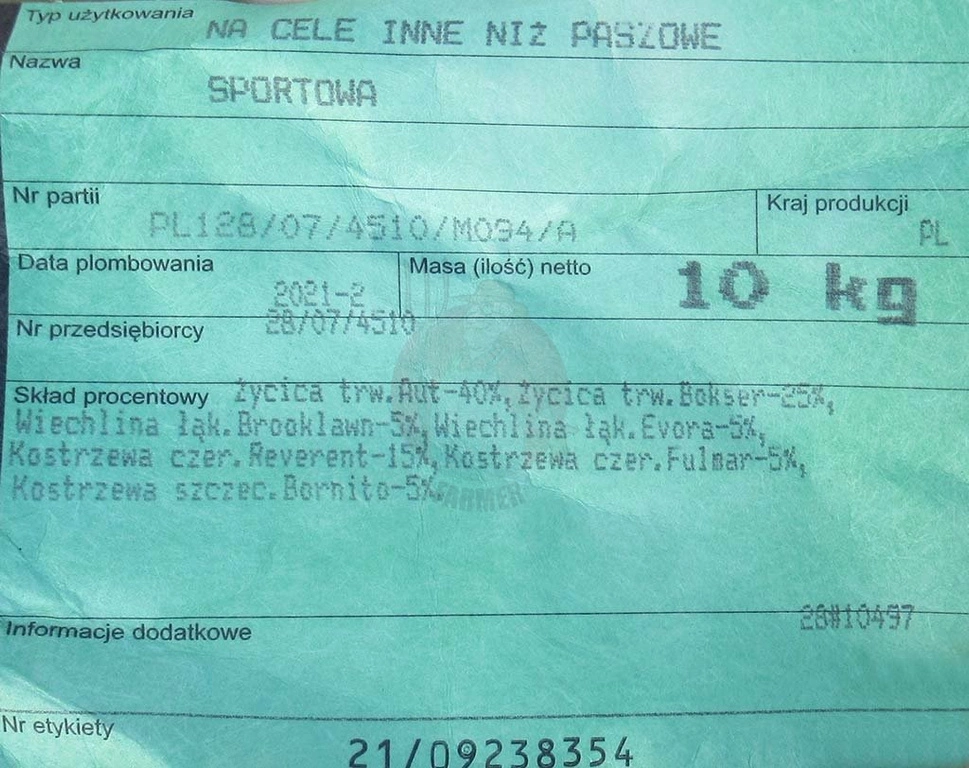 Typ użytkowania
NA CELE INNE NIŻ PASZOWE
Nazwa
SPORTOWA
Nr partii
PL128/07/4510/M094/A
Kraj produkcji
PL
Data plombowania
2021-2
Masa (ilość) netto
10 kg
Nr przedsiębiorcy
28/07/4510
Skład procentowy życica trw.Aut-40%,życica trw.Bokser-25%,
Wiechlina łąk.Brooklawn-5%,Wiechlina łąk.Evora-5%,
Kostrzewa czer.Reverent-15%,Kostrzewa czer.Fulmar-5%,
Kostrzewa szczec.Bornito-5%.
FARMER
28#10497
Informacje dodatkowe
Nr etykiety
21/09238354